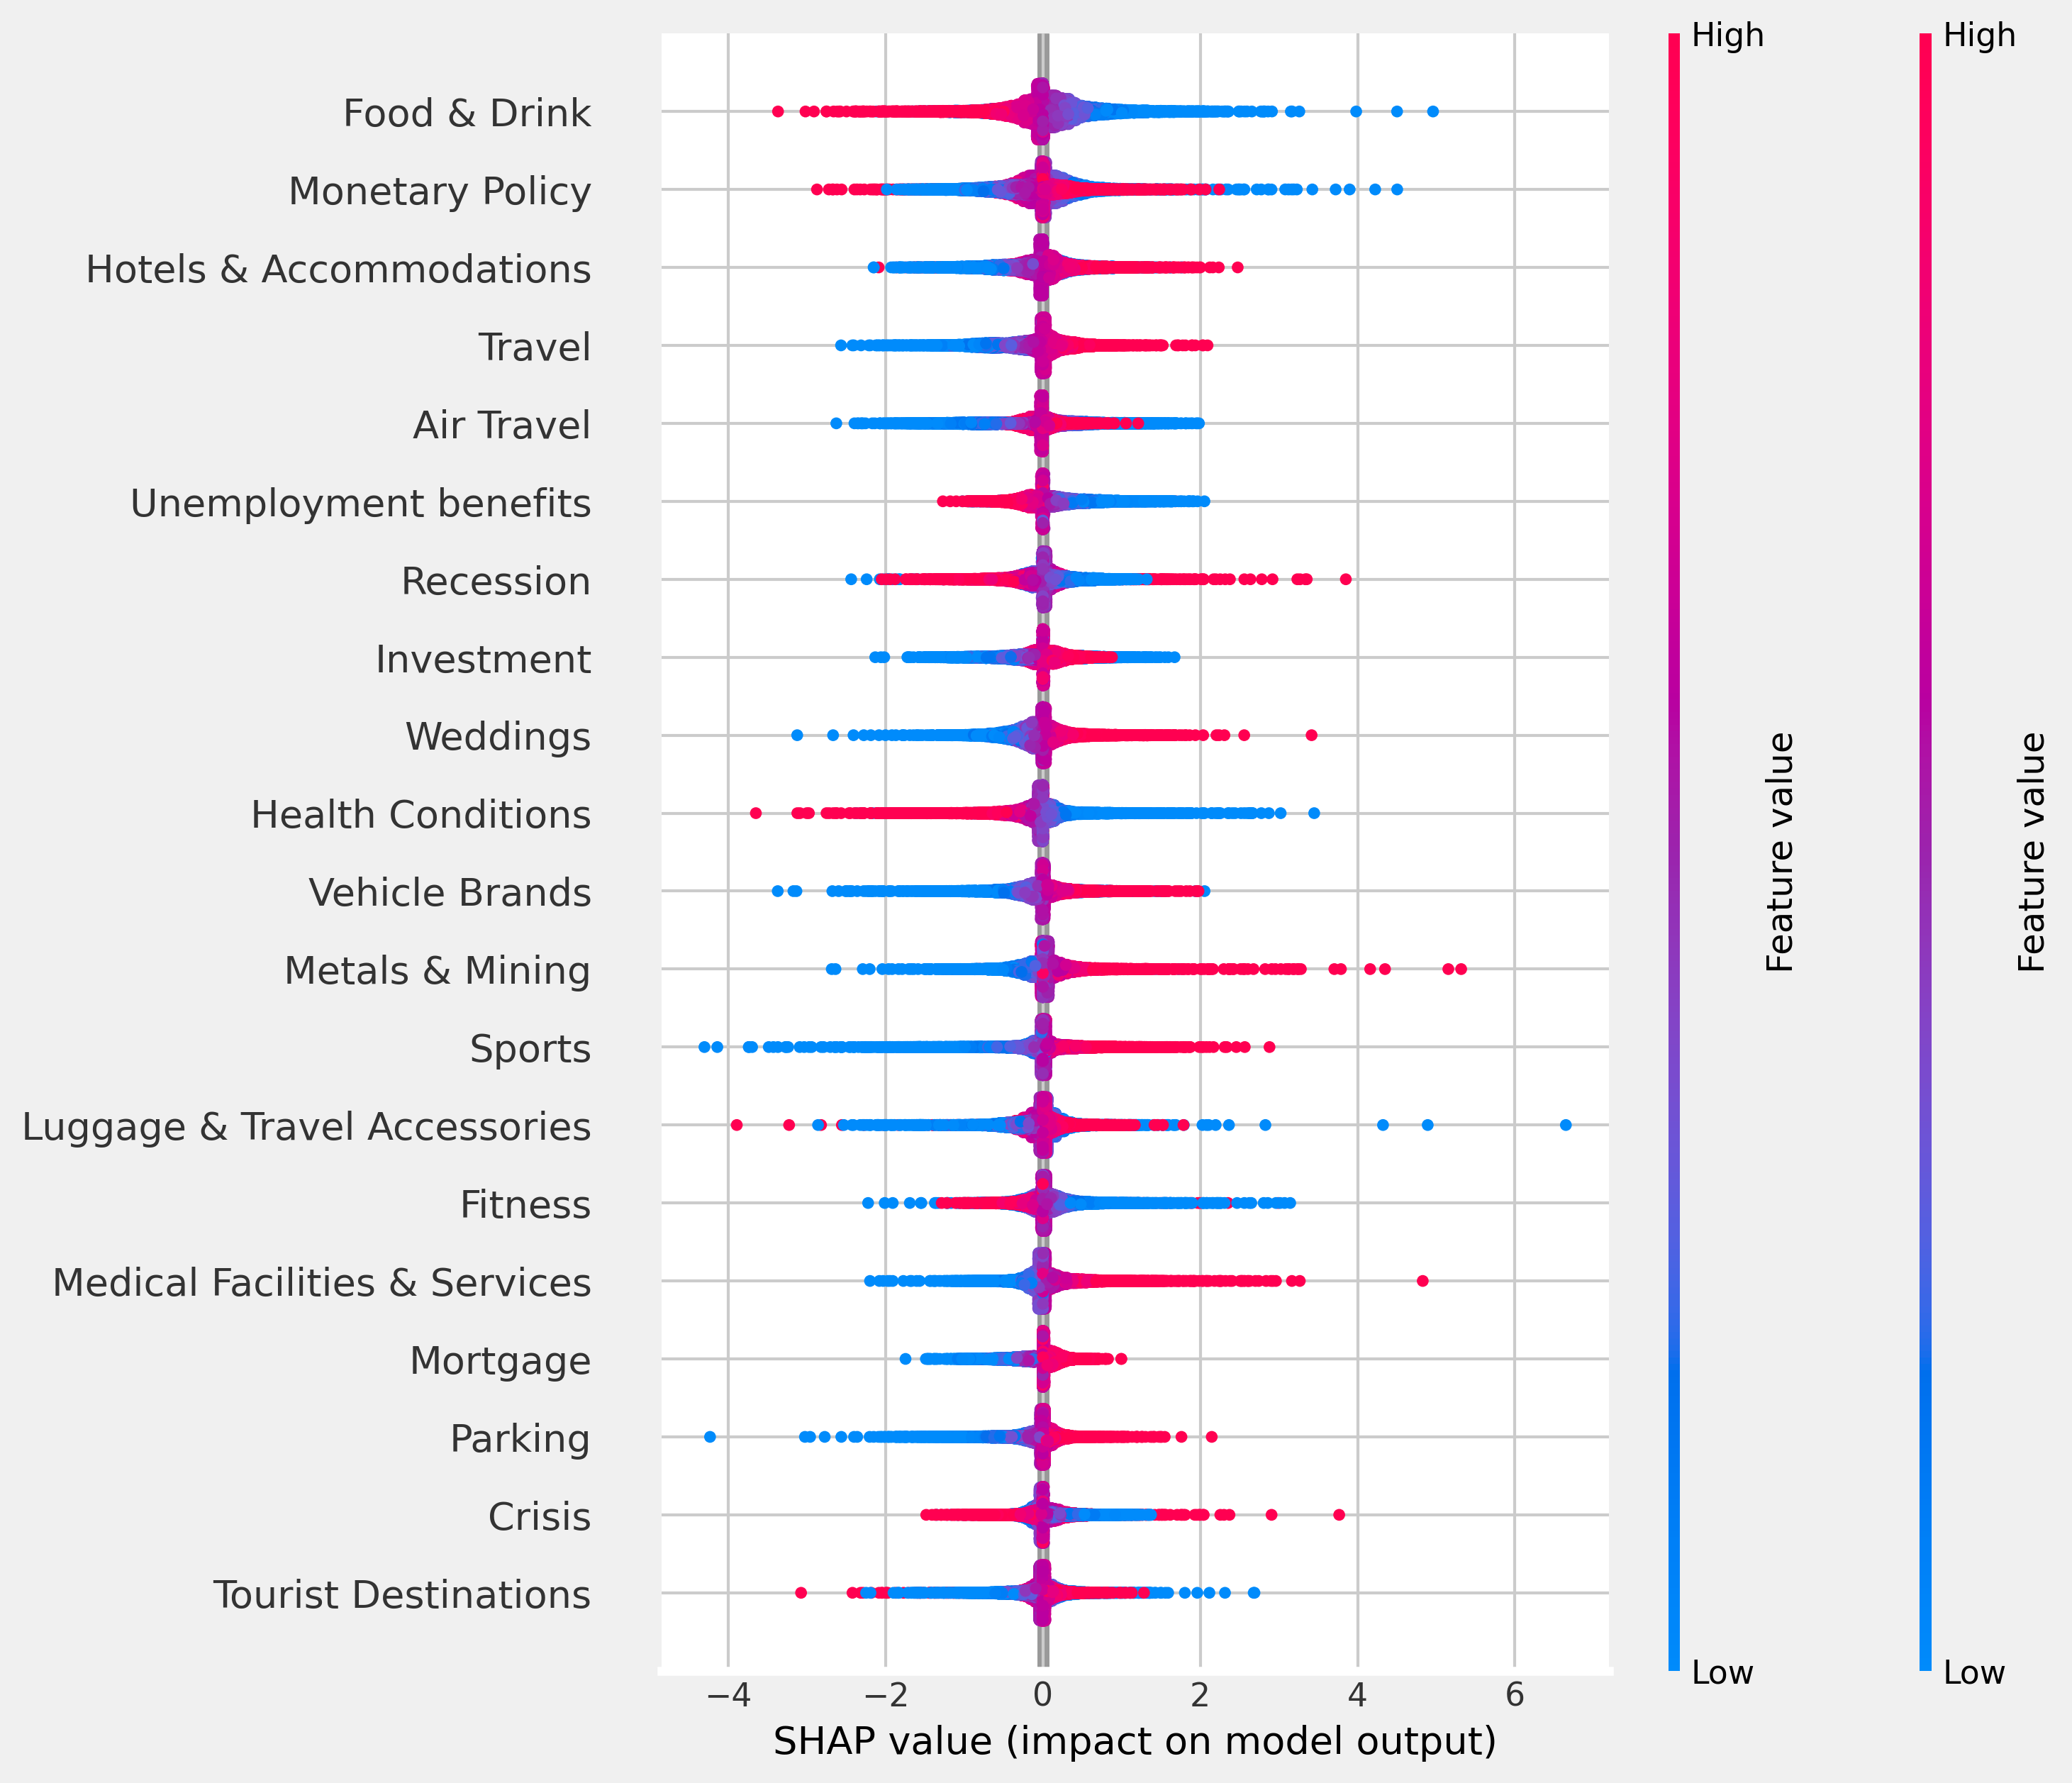 High
High
Food & Drink
Monetary Policy
Hotels & Accommodations
Travel
Air Travel
Unemployment benefits
Recession
Investment
Weddings
Health Conditions
Vehicle Brands
Metals & Mining
Sports
Luggage & Travel Accessories
Fitness
Medical Facilities & Services
Mortgage
Parking
Crisis
Tourist Destinations
Feature value
Feature value
Low
Low
−4 −2 0 2 4 6
SHAP value (impact on model output)